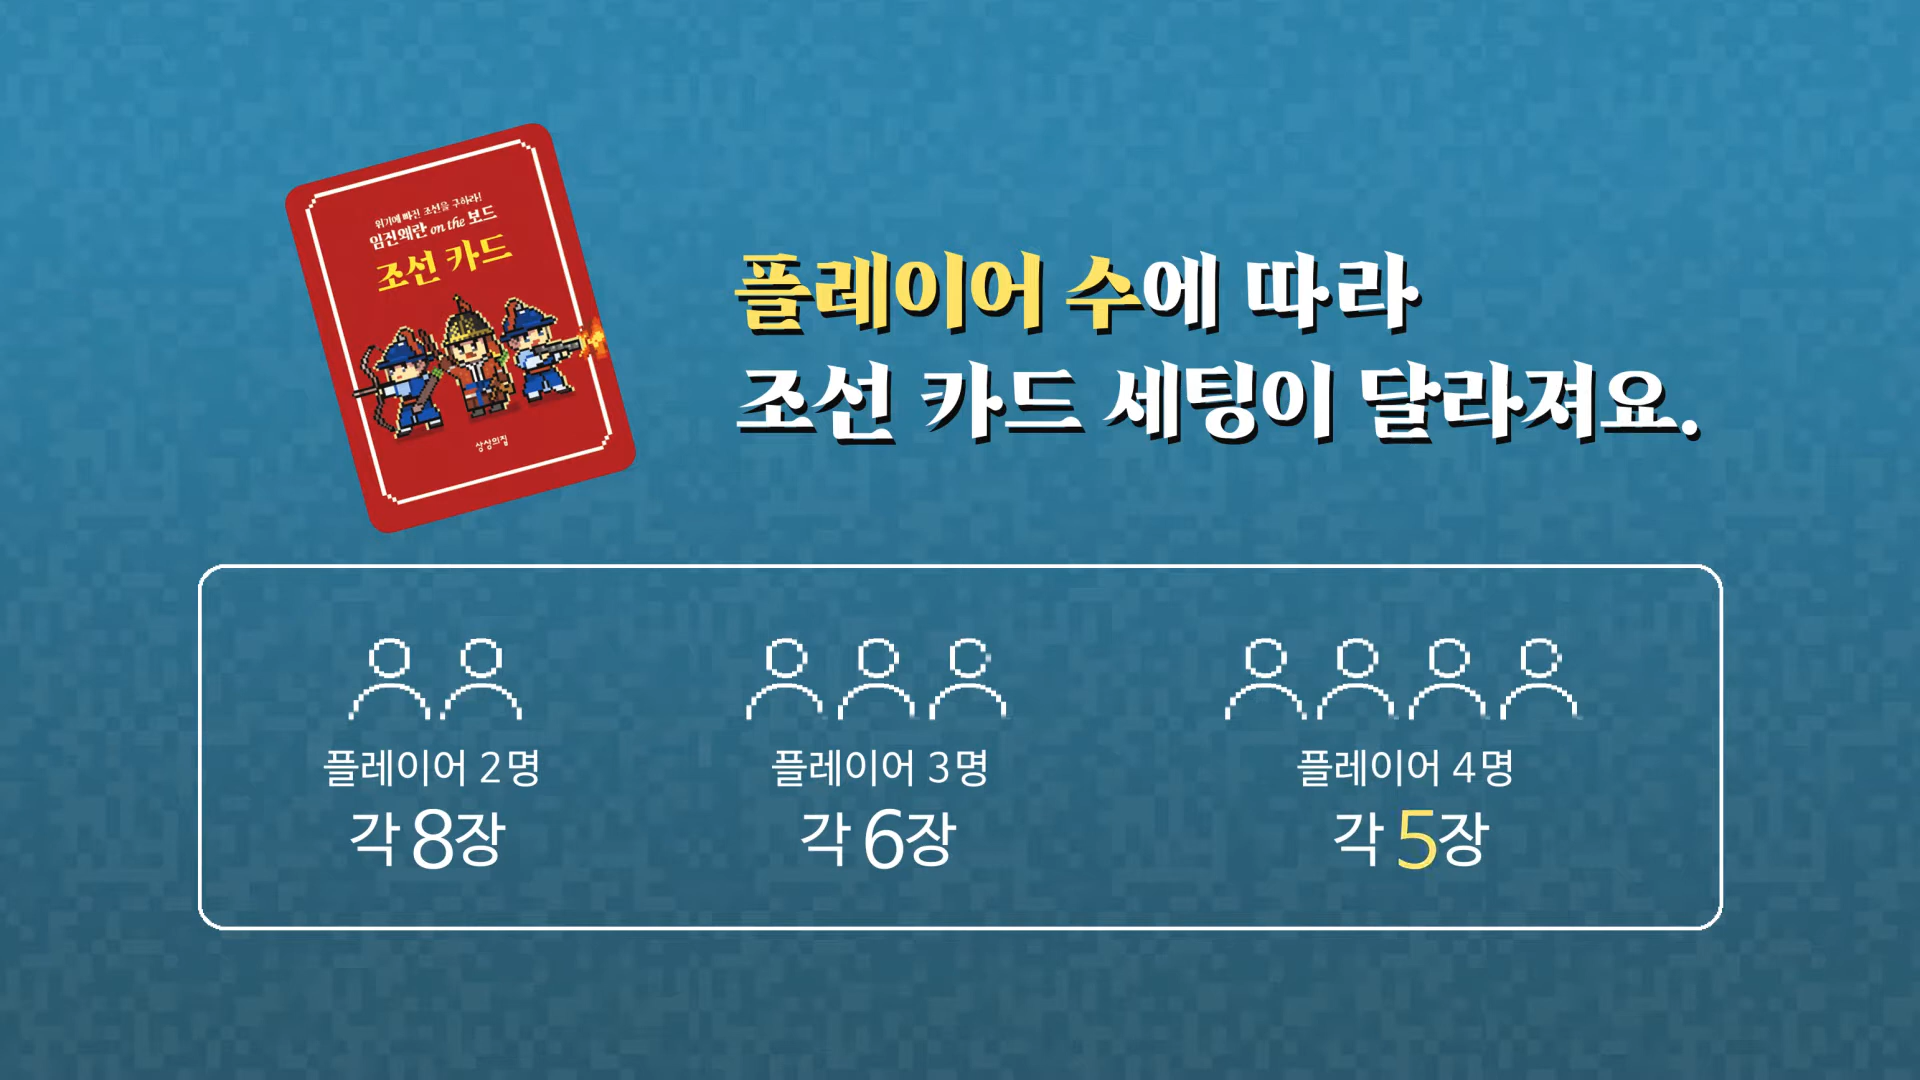 위기에 빠진 조선을 구하라!
임진왜란 on the 보드
조선 카드
상상의집
플레이어 수에 따라
조선 카드 세팅이 달라져요.
플레이어 2명
각 8장
플레이어 3명
각 6장
플레이어 4명
각 5장